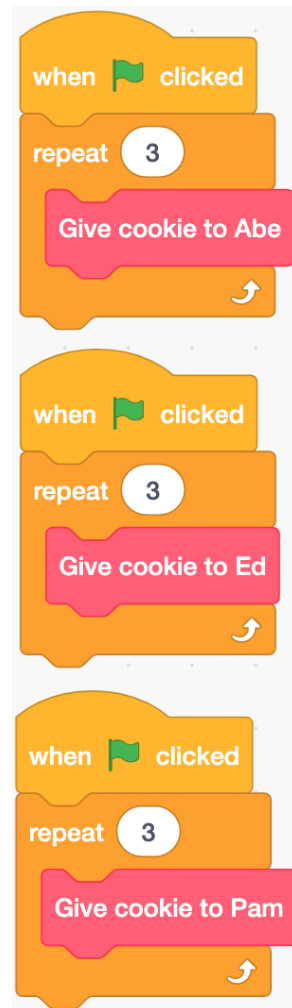 when clicked
repeat 3
Give cookie to Abe
when clicked
repeat 3
Give cookie to Ed
when clicked
repeat 3
Give cookie to Pam